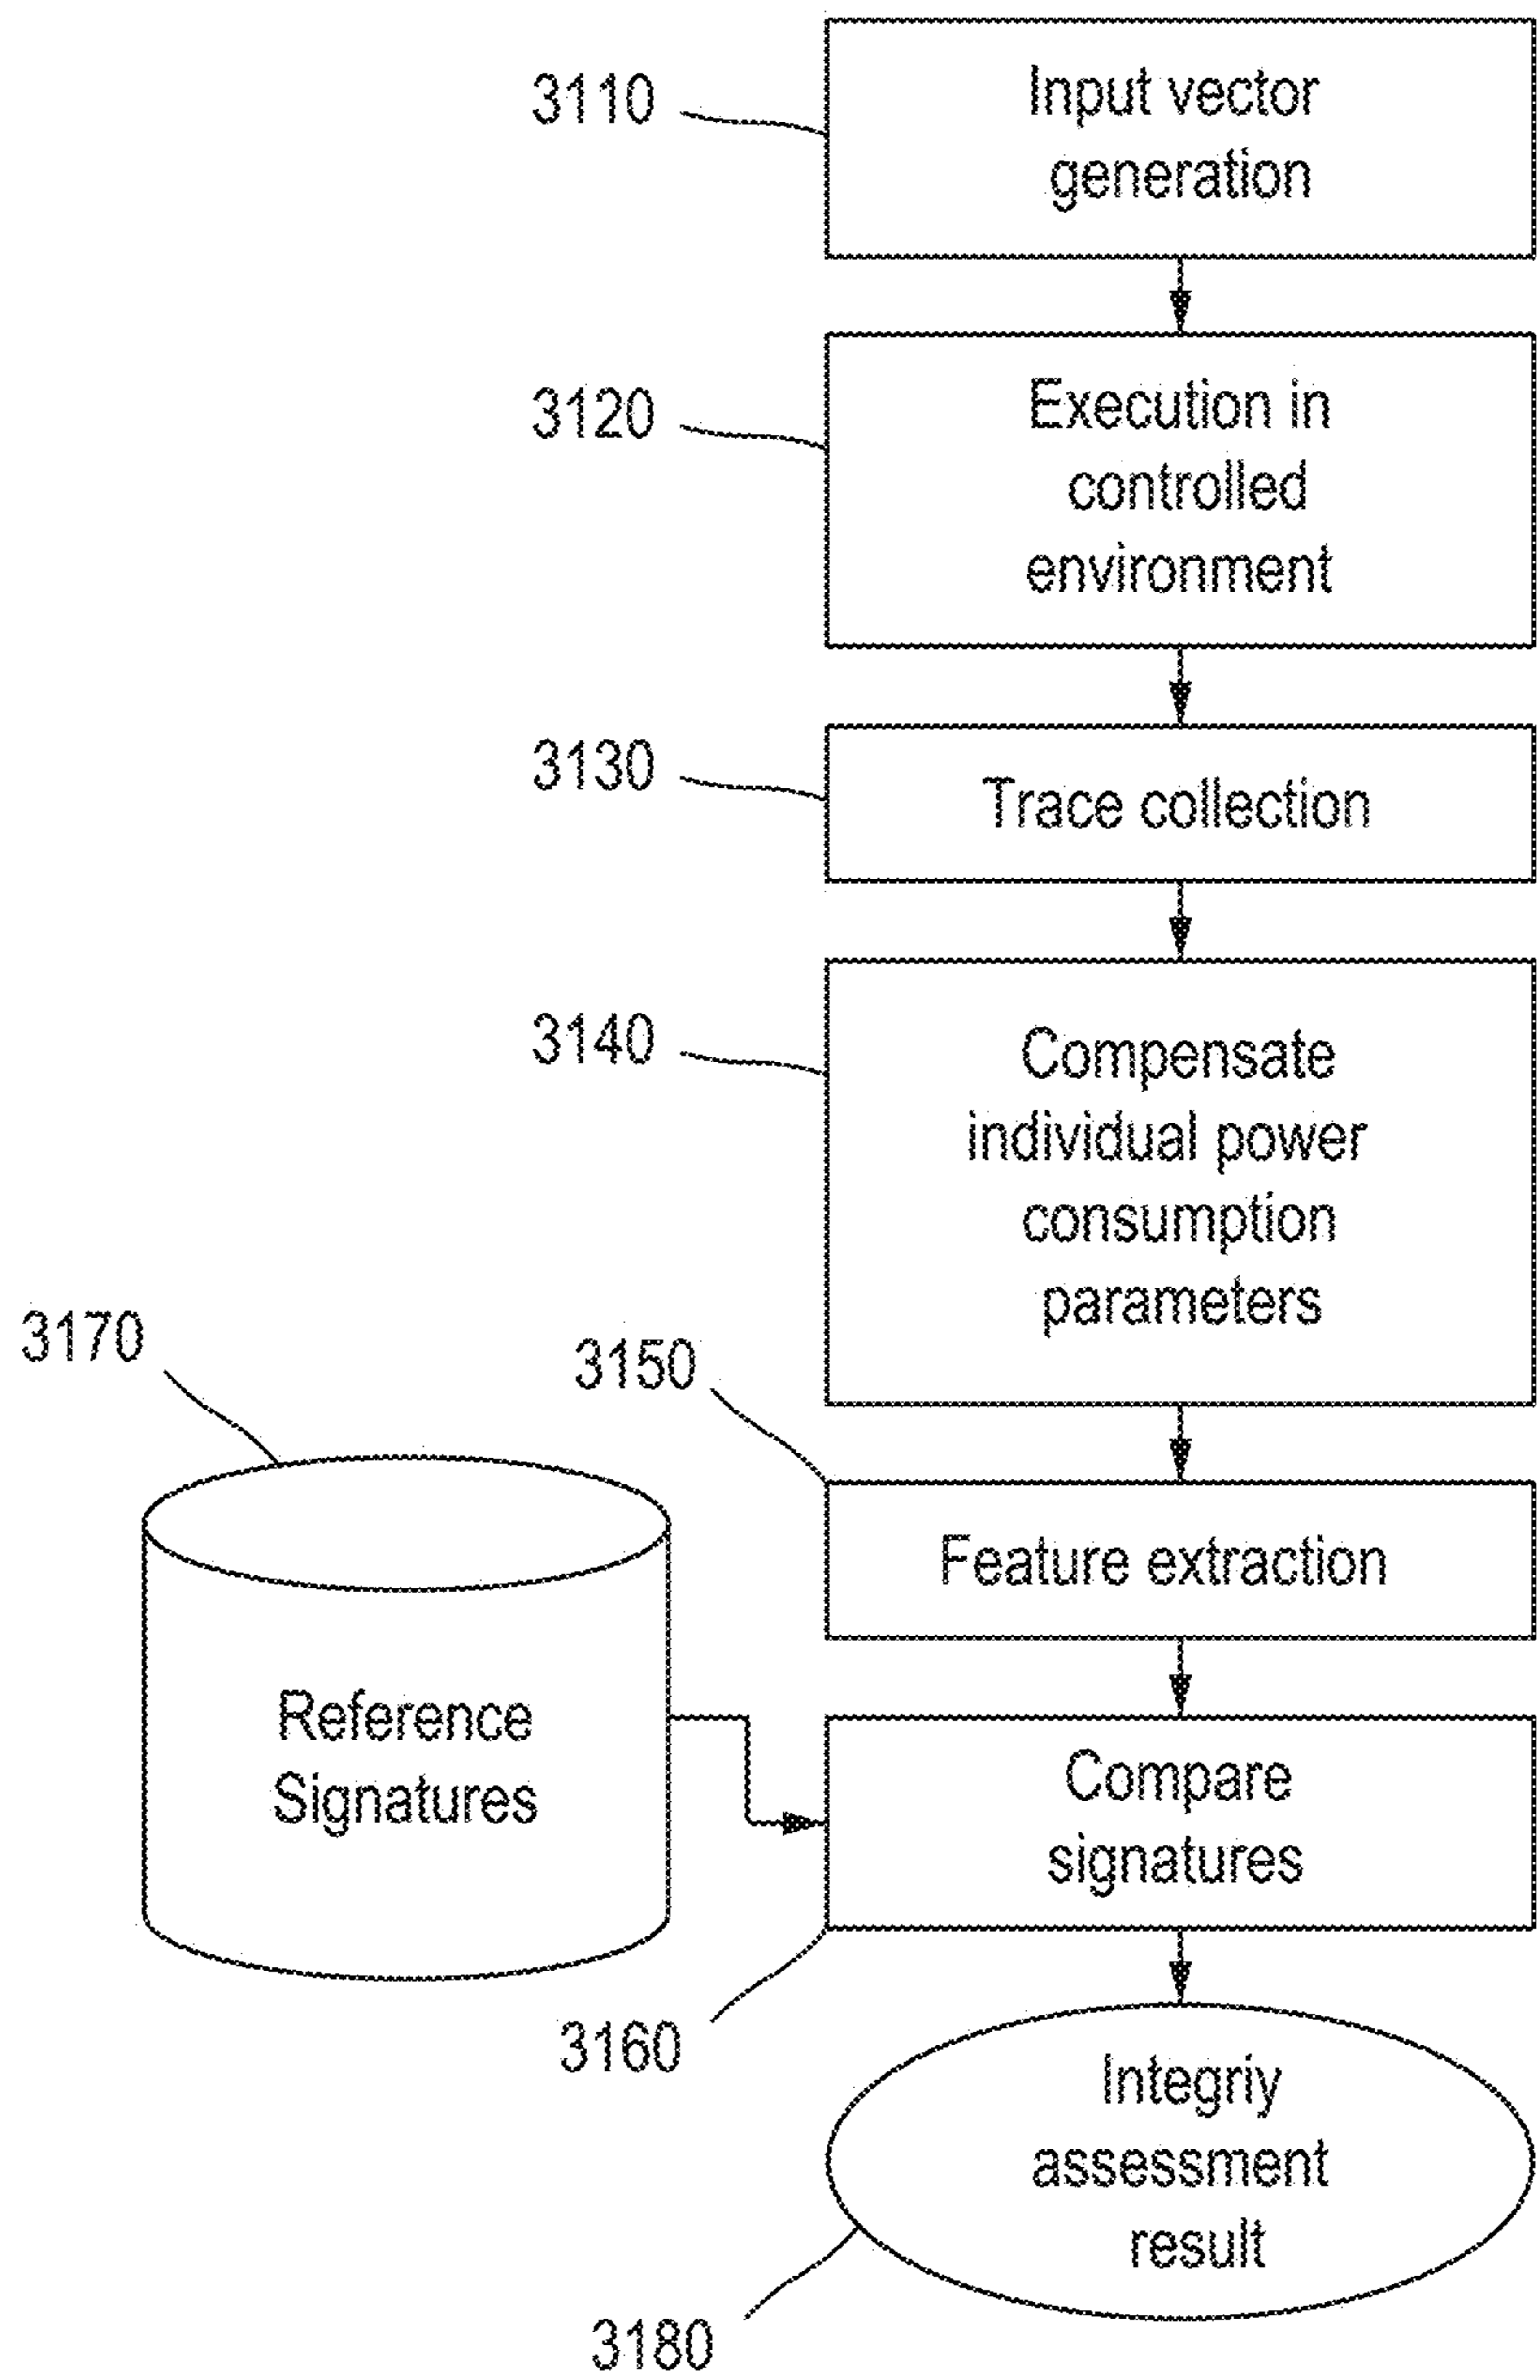 3110
Input vector
generation
3120
Execution in
controlled
environment
3130
Trace collection
3140
Compensate
individual power
consumption
parameters
3170
3150
Feature extraction
Reference
Signatures
Compare
signatures
3160
Integriy
assessment
result
3180